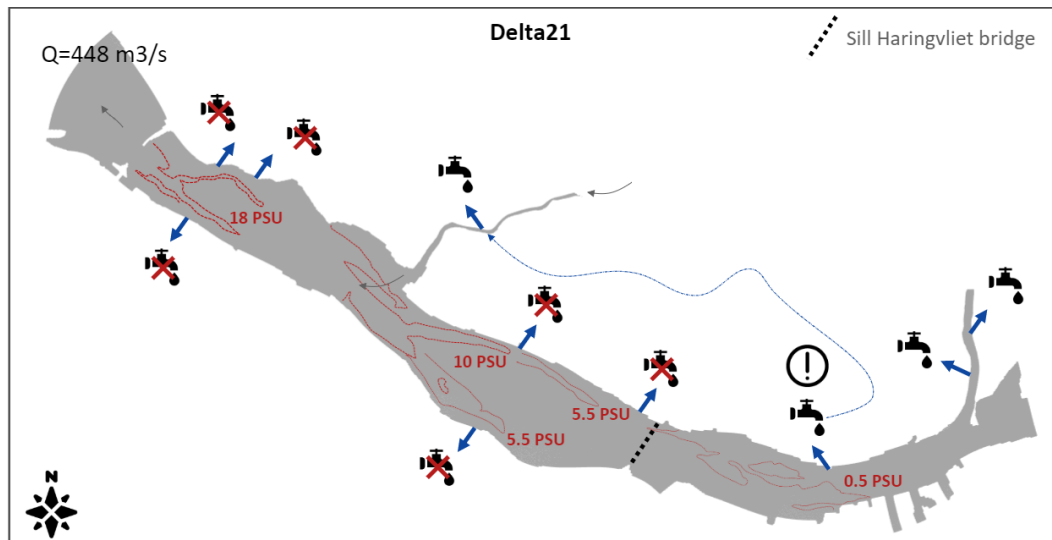 Delta21
Q=448 m3/s
Sill Haringvliet bridge
18 PSU
10 PSU
5.5 PSU
5.5 PSU
0.5 PSU
N